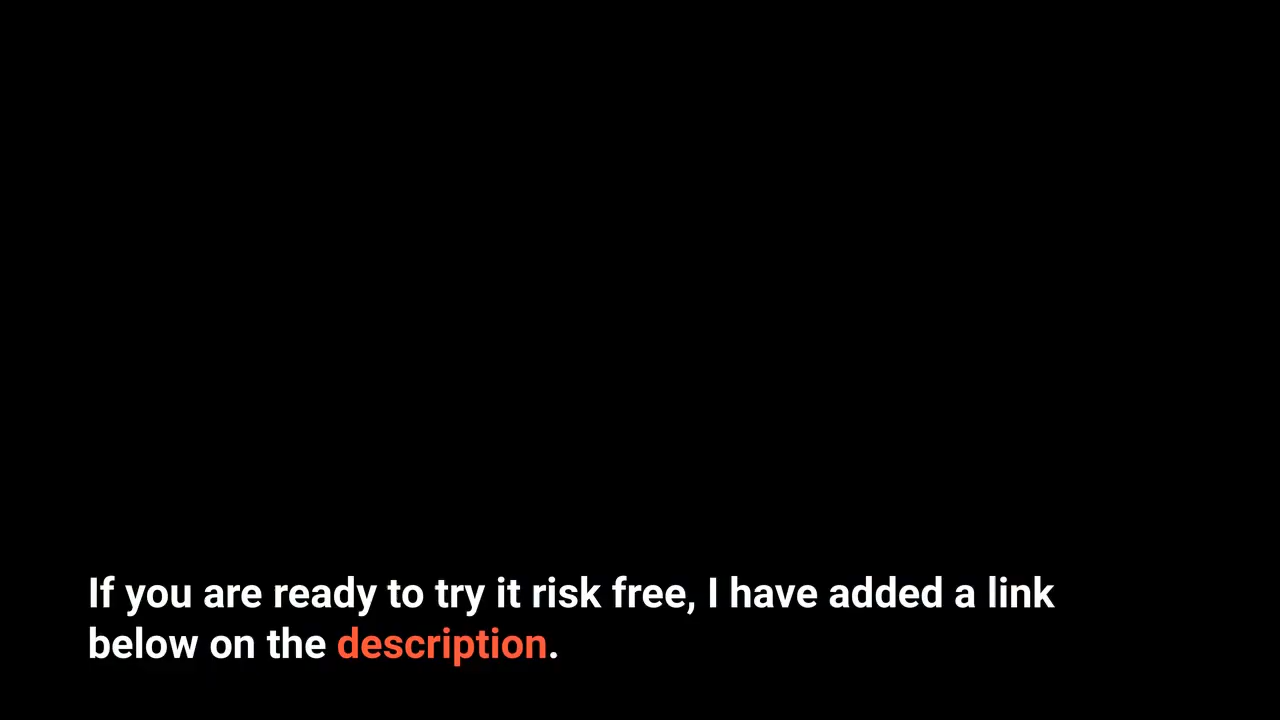 If you are ready to try it risk free, I have added a link
below on the description.